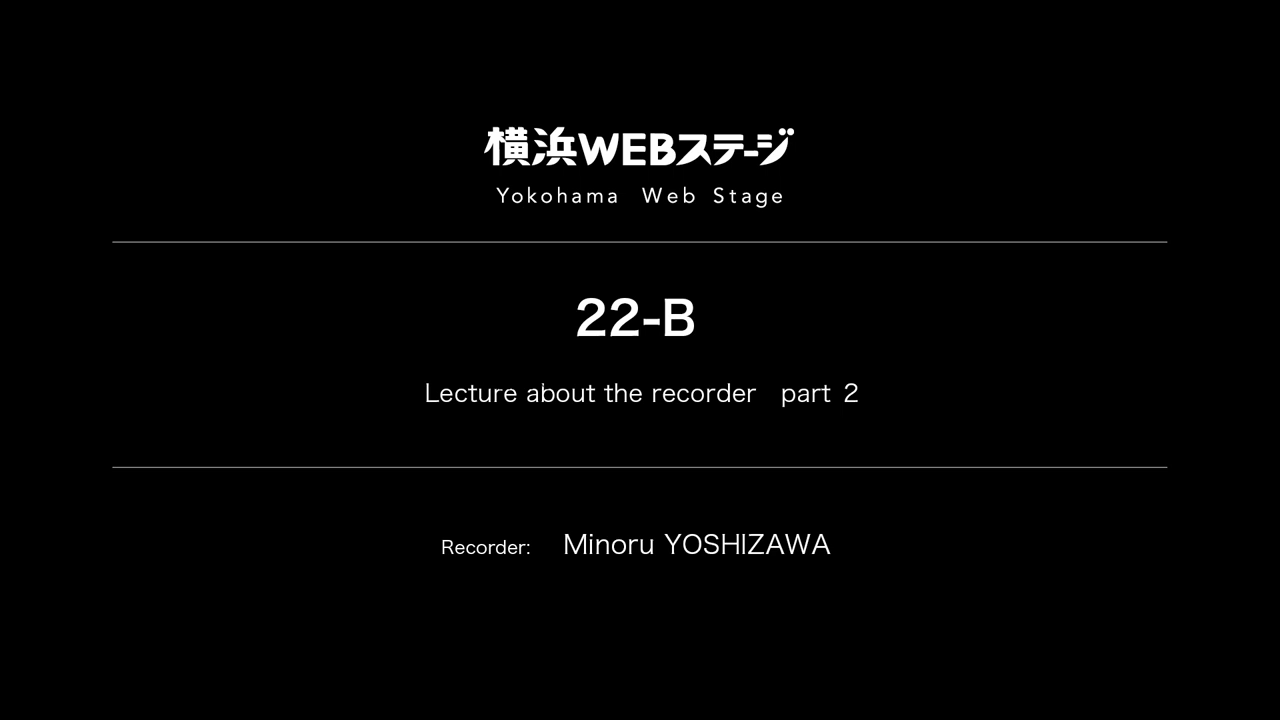 横浜WEBステージ
Yokohama Web Stage
22-B
Lecture about the recorder part 2
Recorder: Minoru YOSHIZAWA